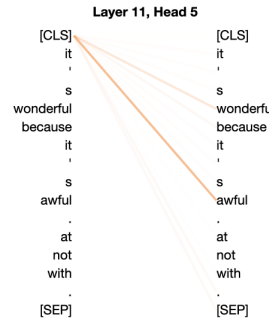 Layer 11, Head 5
[CLS] [CLS]
it it
' '
s s
wonderful wonderfu
because because
it it
' '
s s
awful awful
. .
at at
not not
with with
. .
[SEP] [SEP]